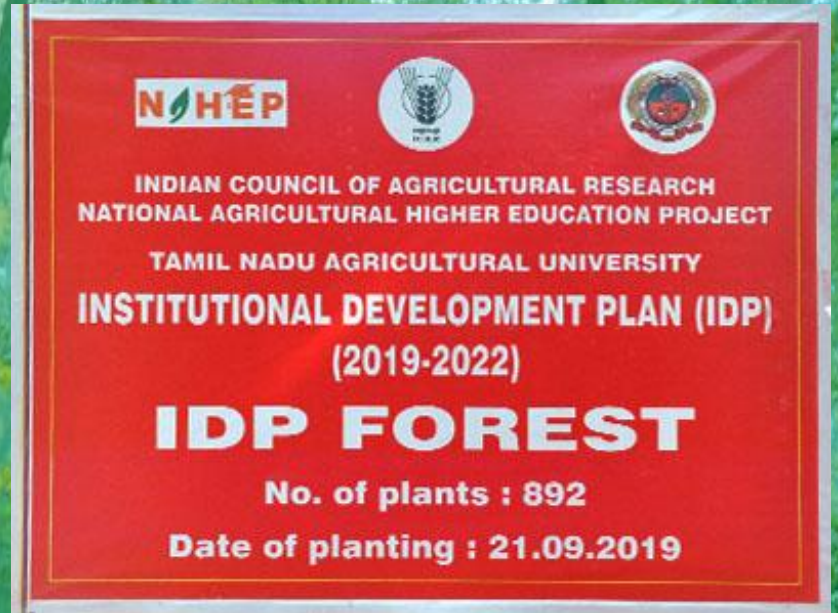 NAHEP
INDIAN COUNCIL OF AGRICULTURAL RESEARCH
NATIONAL AGRICULTURAL HIGHER EDUCATION PROJECT
TAMIL NADU AGRICULTURAL UNIVERSITY
INSTITUTIONAL DEVELOPMENT PLAN (IDP)
(2019-2022)
IDP FOREST
No. of plants : 892
Date of planting : 21.09.2019